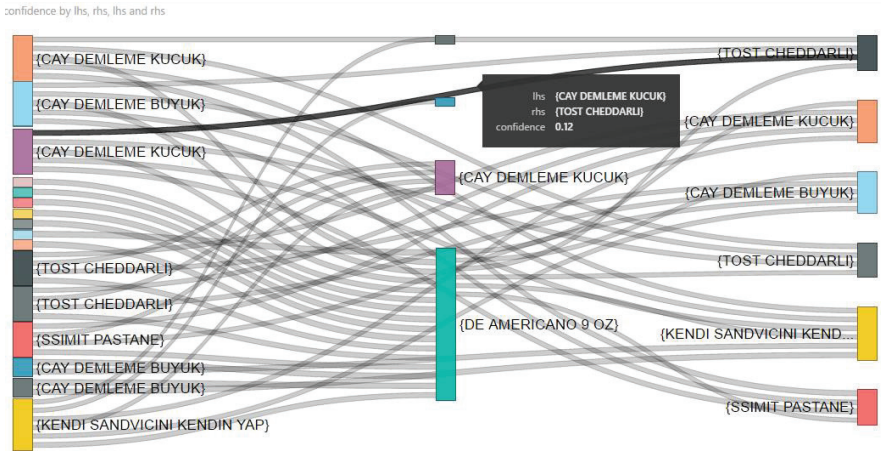 confidence by lhs, rhs, lhs and rhs
{CAY DEMLEME KUCUK}
{CAY DEMLEME BUYUK}
{CAY DEMLEME KUCUK}
{TOST CHEDDARLI}
{TOST CHEDDARLI}
{SSIMIT PASTANE}
{CAY DEMLEME BUYUK}
{CAY DEMLEME BUYUK}
{KENDI SANDVICINI KENDIN YAP}
lhs {CAY DEMLEME KUCUK}
rhs {TOST CHEDDARLI}
confidence 0.12
{CAY DEMLEME KUCUK}
{DE AMERICANO 9 OZ}
{TOST CHEDDARLI}
{CAY DEMLEME KUCUK}
{CAY DEMLEME BUYUK}
{TOST CHEDDARLI}
{KENDI SANDVICINI KEND...
{SSIMIT PASTANE}